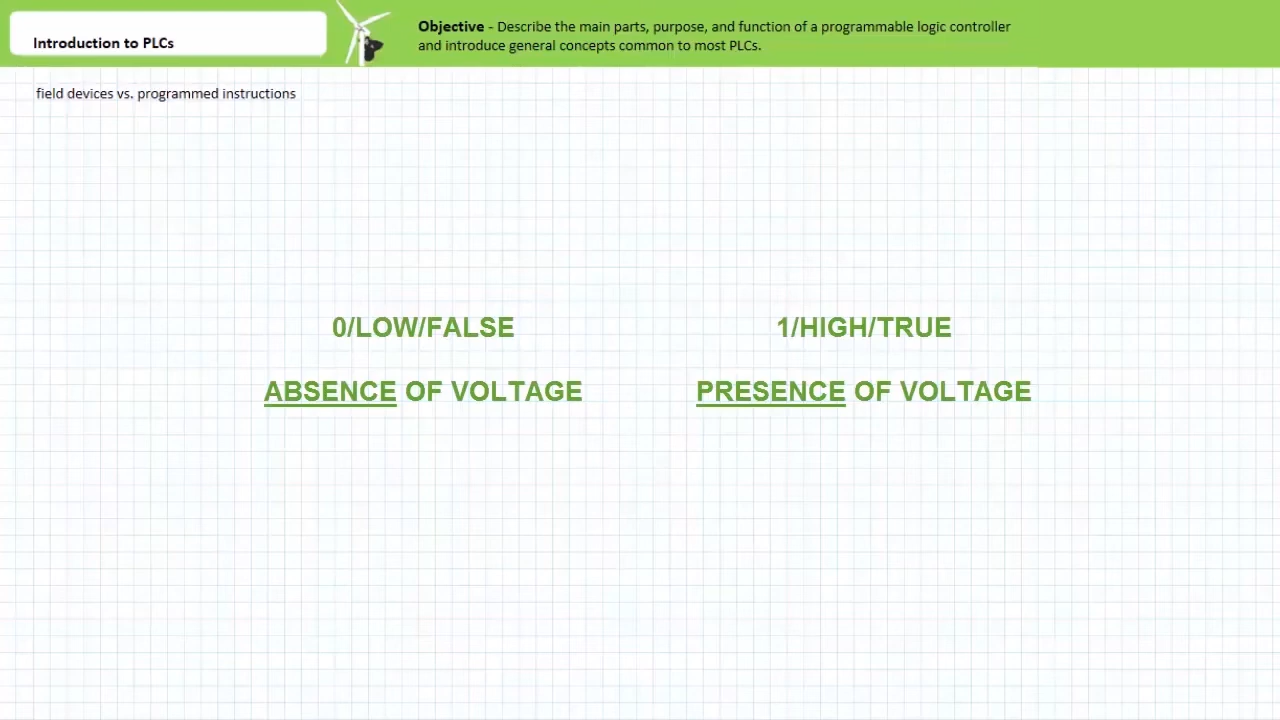 Introduction to PLCs
Objective - Describe the main parts, purpose, and function of a programmable logic controller
and introduce general concepts common to most PLCs.
field devices vs. programmed instructions
0/LOW/FALSE
1/HIGH/TRUE
ABSENCE OF VOLTAGE
PRESENCE OF VOLTAGE